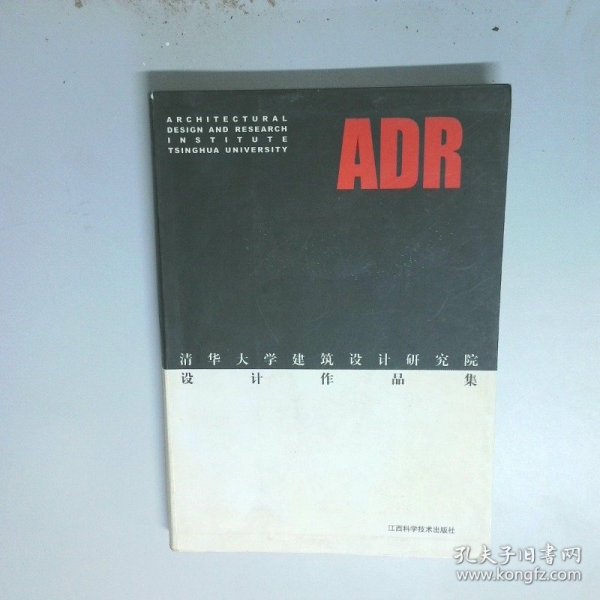 ARCHITECTURAL
DESIGN AND RESEARCH
INSTITUTE
TSINGHUA UNIVERSITY
ADR
清华大学建筑设计研究院
设计作品集
江西科学技术出版社
孔夫子旧书网
www.kongfz.com